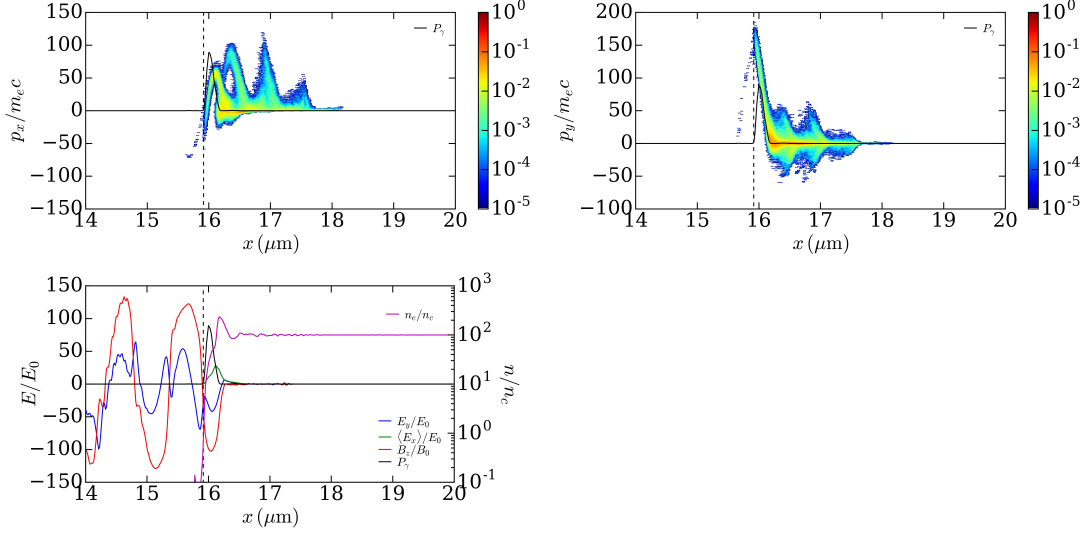 150
100
50
0
−50
−100
−150
14 15 16 17 18 19 20
x (μm)
p_x/m_e c
P_γ
10^0
10^-1
10^-2
10^-3
10^-4
10^-5
200
150
100
50
0
−50
−100
14 15 16 17 18 19 20
x (μm)
p_y/m_e c
P_γ
10^0
10^-1
10^-2
10^-3
10^-4
10^-5
150
100
50
0
−50
−100
−150
14 15 16 17 18 19 20
x (μm)
E/E_0
n_e/n_c
E_y/E_0
⟨E_x⟩/E_0
B_z/B_0
P_γ
10^3
10^2
10^1
10^0
10^-1
n/n_c